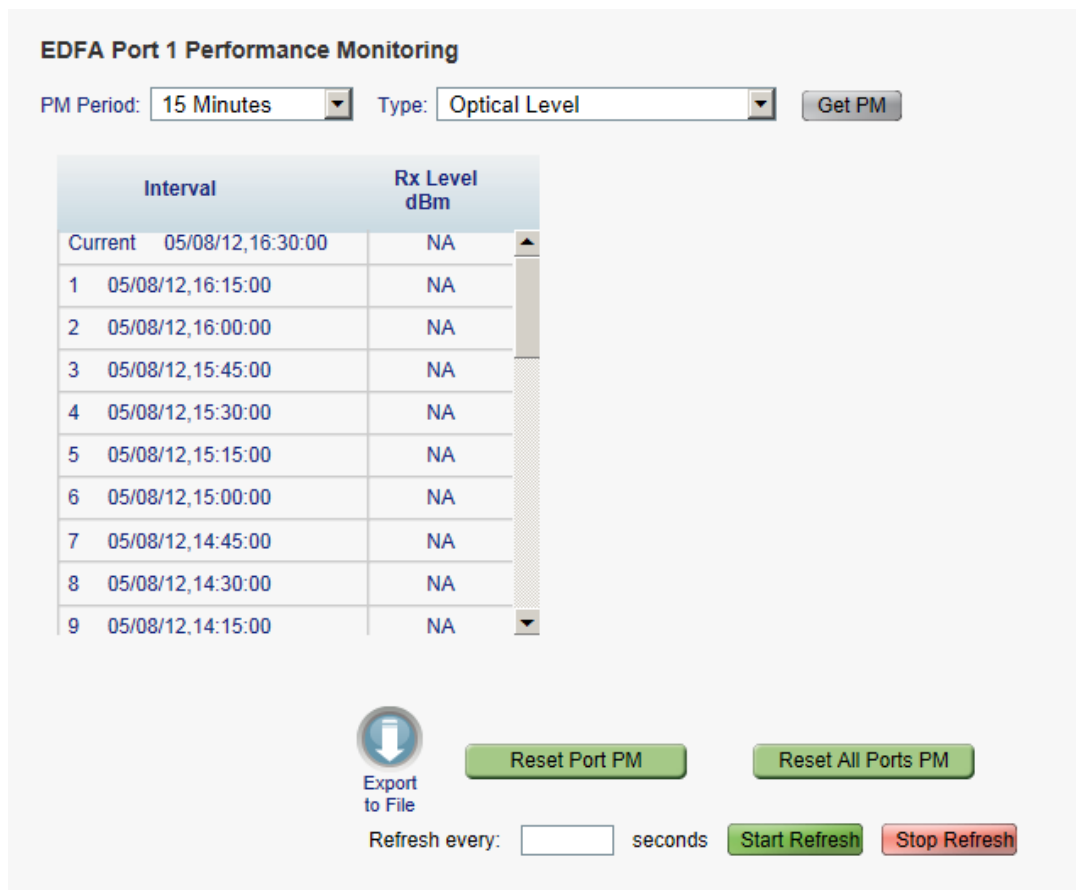 EDFA Port 1 Performance Monitoring
PM Period: 15 Minutes Type: Optical Level Get PM
Interval Rx Level dBm
Current 05/08/12,16:30:00 NA
1 05/08/12,16:15:00 NA
2 05/08/12,16:00:00 NA
3 05/08/12,15:45:00 NA
4 05/08/12,15:30:00 NA
5 05/08/12,15:15:00 NA
6 05/08/12,15:00:00 NA
7 05/08/12,14:45:00 NA
8 05/08/12,14:30:00 NA
9 05/08/12,14:15:00 NA
Export to File
Reset Port PM Reset All Ports PM
Refresh every: seconds Start Refresh Stop Refresh